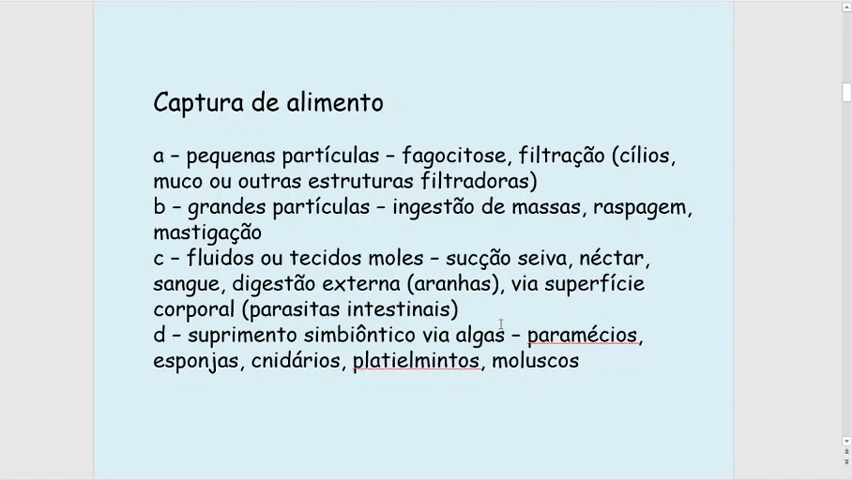 Captura de alimento
a – pequenas partículas – fagocitose, filtração (cílios,
muco ou outras estruturas filtradoras)
b – grandes partículas – ingestão de massas, raspagem,
mastigação
c – fluidos ou tecidos moles – sucção seiva, néctar,
sangue, digestão externa (aranhas), via superfície
corporal (parasitas intestinais)
d – suprimento simbiôntico via algas – paramécios,
esponjas, cnidários, platielmintos, moluscos